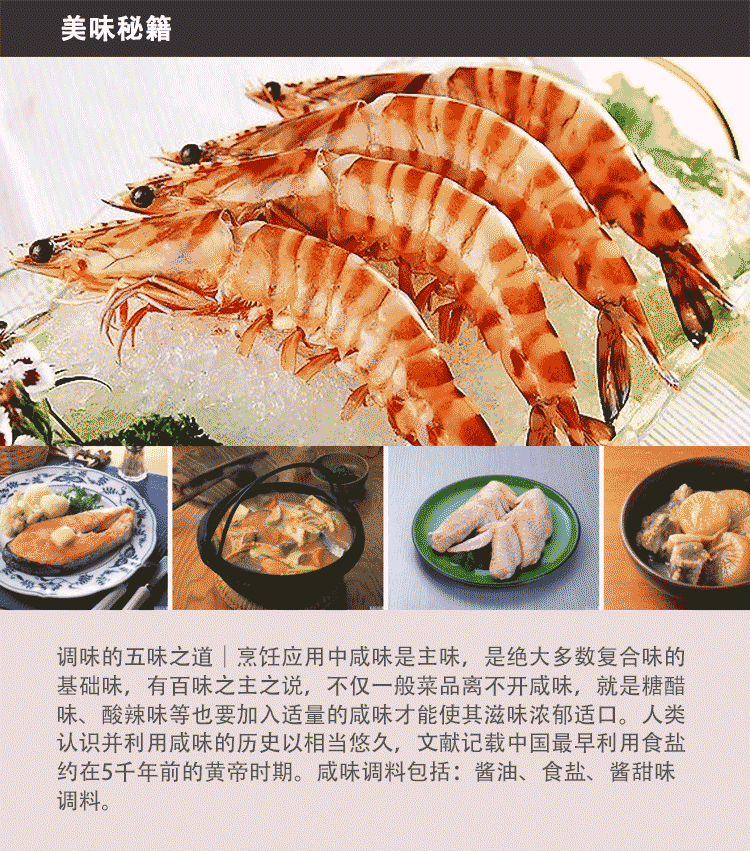 美味秘籍
调味的五味之道｜烹饪应用中咸味是主味，是绝大多数复合味的
基础味，有百味之主之说，不仅一般菜品离不开咸味，就是糖醋
味、酸辣味等也要加入适量的咸味才能使其滋味浓郁适口。人类
认识并利用咸味的历史以相当悠久，文献记载中国最早利用食盐
约在5千年前的黄帝时期。咸味调料包括：酱油、食盐、酱甜味
调料。